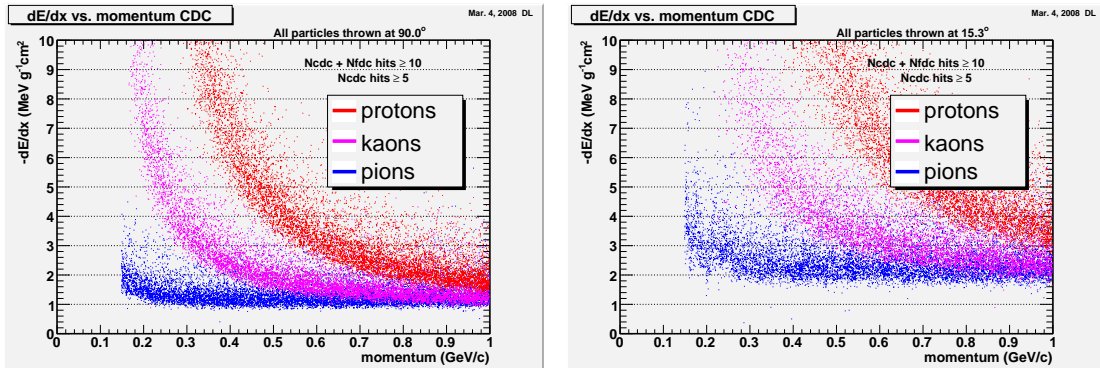 dE/dx vs. momentum CDC
Mar. 4, 2008 DL
All particles thrown at 90.0°
-dE/dx (MeV g⁻¹cm²)
10
9
8
7
6
5
4
3
2
1
0
Ncdc + Nfdc hits ≥ 10
Ncdc hits ≥ 5
protons
kaons
pions
0 0.1 0.2 0.3 0.4 0.5 0.6 0.7 0.8 0.9 1
momentum (GeV/c)
dE/dx vs. momentum CDC
Mar. 4, 2008 DL
All particles thrown at 15.3°
-dE/dx (MeV g⁻¹cm²)
10
9
8
7
6
5
4
3
2
1
0
Ncdc + Nfdc hits ≥ 10
Ncdc hits ≥ 5
protons
kaons
pions
0 0.1 0.2 0.3 0.4 0.5 0.6 0.7 0.8 0.9 1
momentum (GeV/c)